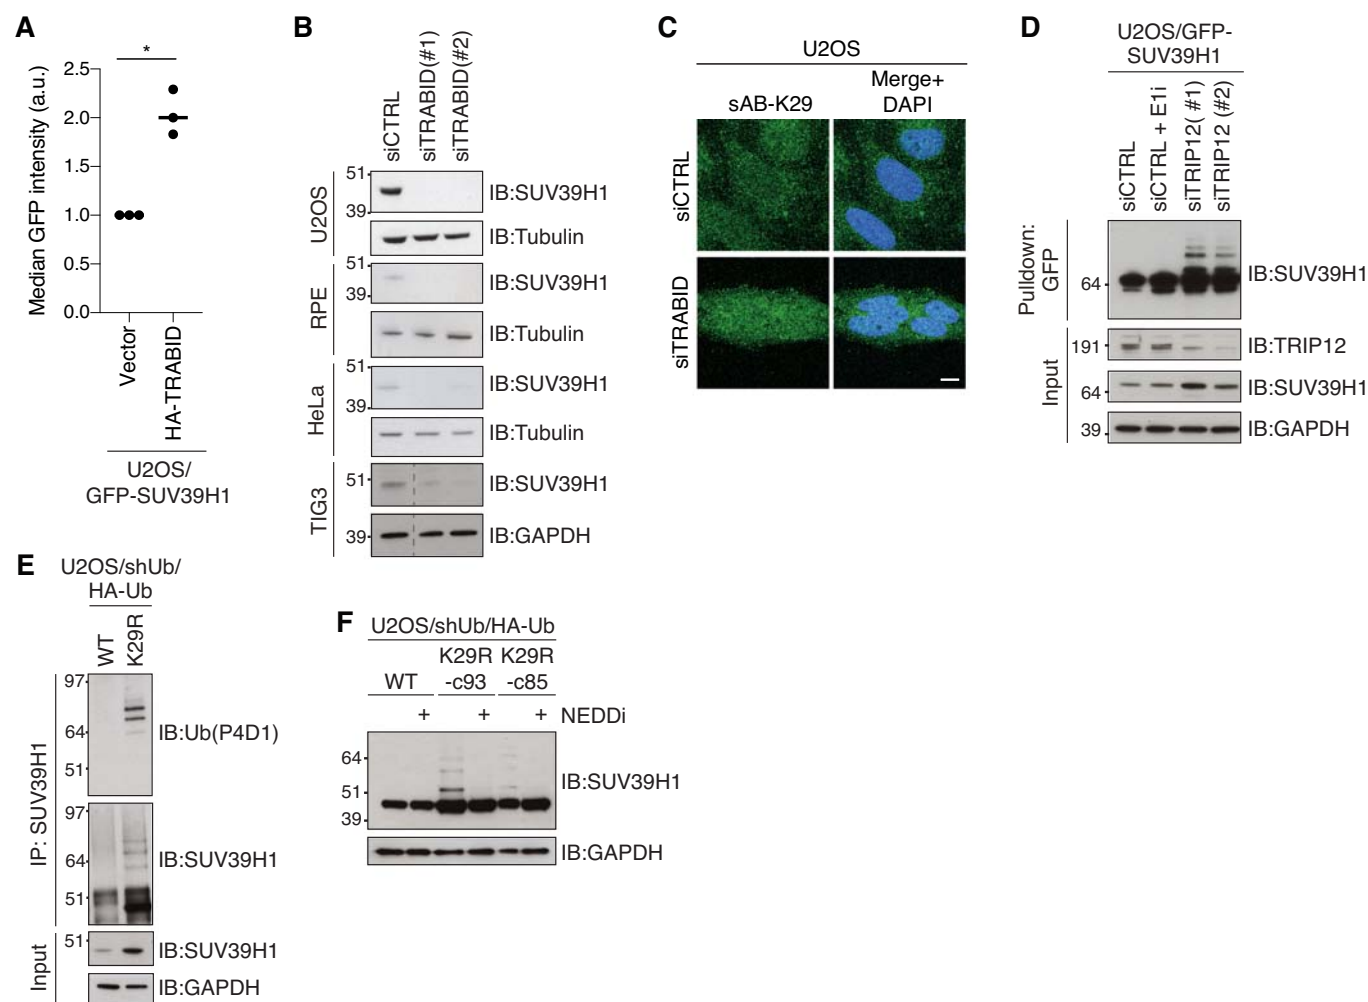 A
*
Median GFP intensity (a.u.)
2.5
2.0
1.5
1.0
0.5
0.0
Vector
HA-TRABID
U2OS/
GFP-SUV39H1
B
siCTRL
siTRABID(#1)
siTRABID(#2)
U2OS
51
39
IB:SUV39H1
IB:Tubulin
RPE
51
39
IB:SUV39H1
IB:Tubulin
HeLa
51
39
IB:SUV39H1
IB:Tubulin
TIG3
51
IB:SUV39H1
39
IB:GAPDH
C
U2OS
sAB-K29
Merge+
DAPI
siCTRL
siTRABID
D
U2OS/GFP-
SUV39H1
siCTRL
siCTRL + E1i
siTRIP12( #1)
siTRIP12 (#2)
Pulldown:
GFP
64
IB:SUV39H1
Input
191
IB:TRIP12
64
IB:SUV39H1
39
IB:GAPDH
E
U2OS/shUb/
HA-Ub
WT
K29R
IP: SUV39H1
97
64
51
IB:Ub(P4D1)
97
64
51
IB:SUV39H1
Input
51
IB:SUV39H1
IB:GAPDH
F
U2OS/shUb/HA-Ub
WT
K29R
-c93
K29R
-c85
+ + + NEDDi
64
51
39
IB:SUV39H1
IB:GAPDH